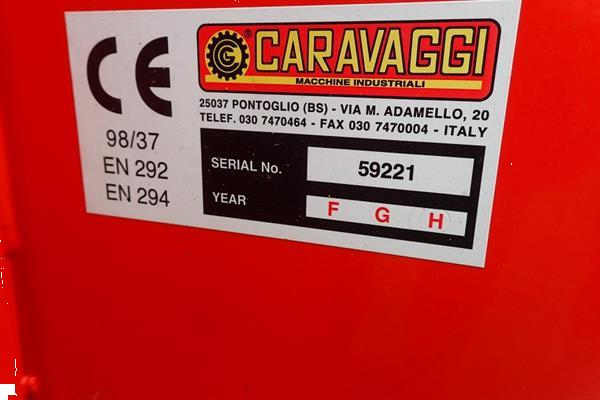 CE
98/37
EN 292
EN 294
G
®
CARAVAGGI
MACCHINE INDUSTRIALI
25037 PONTOGLIO (BS) - VIA M. ADAMELLO, 20
TELEF. 030 7470464 - FAX 030 7470004 - ITALY
SERIAL No. 59221
YEAR F G H